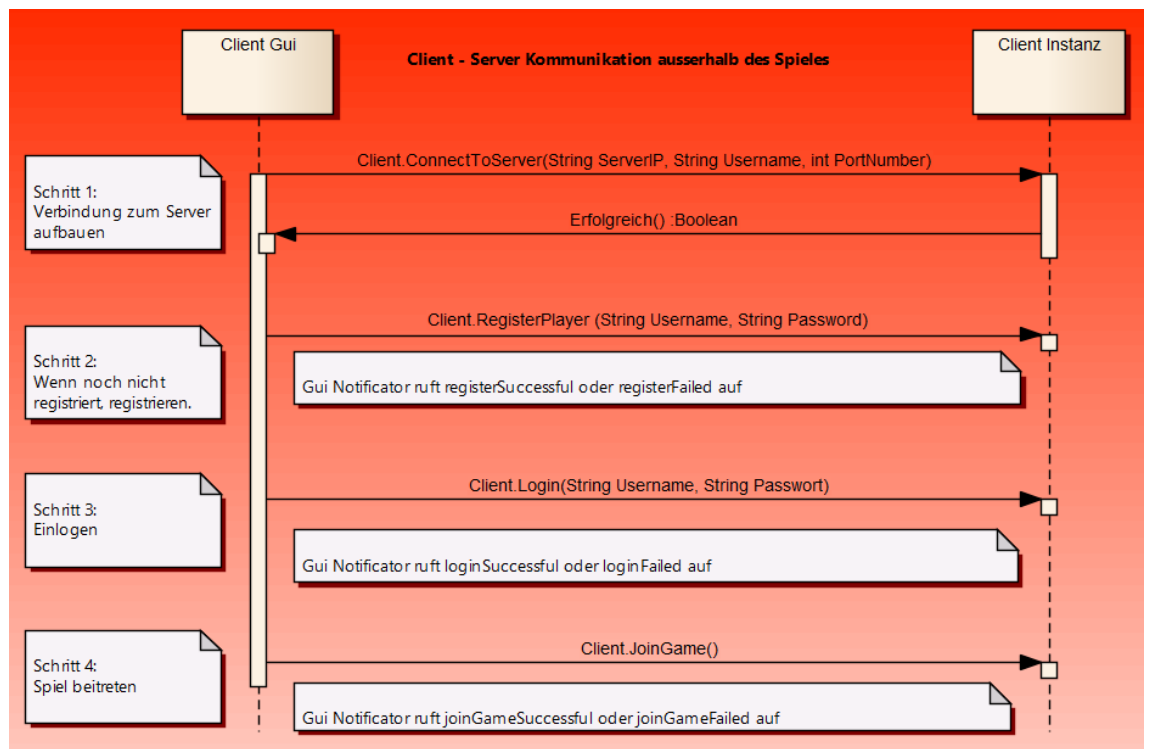 Client Gui
Client - Server Kommunikation ausserhalb des Spieles
Client Instanz
Client.ConnectToServer(String ServerIP, String Username, int PortNumber)
Schritt 1:
Verbindung zum Server
aufbauen
Erfolgreich() :Boolean
Client.RegisterPlayer (String Username, String Password)
Schritt 2:
Wenn noch nicht
registriert, registrieren.
Gui Notificator ruft registerSuccessful oder registerFailed auf
Client.Login(String Username, String Passwort)
Schritt 3:
Einlogen
Gui Notificator ruft loginSuccessful oder loginFailed auf
Client.JoinGame()
Schritt 4:
Spiel beitreten
Gui Notificator ruft joinGameSuccessful oder joinGameFailed auf